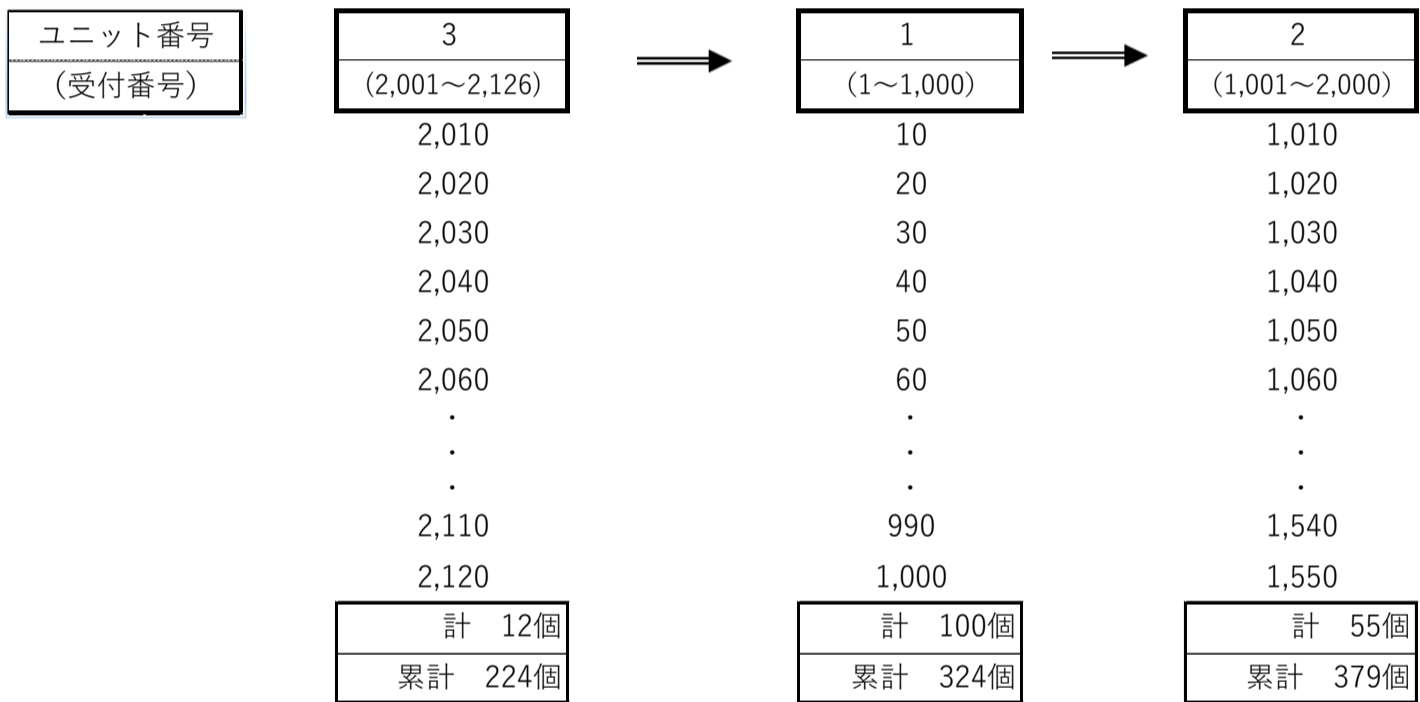 ユニット番号 3 1 2
(受付番号) (2,001～2,126) (1～1,000) (1,001～2,000)
2,010 10 1,010
2,020 20 1,020
2,030 30 1,030
2,040 40 1,040
2,050 50 1,050
2,060 60 1,060
・ ・ ・
・ ・ ・
・ ・ ・
2,110 990 1,540
2,120 1,000 1,550
計 12個 計 100個 計 55個
累計 224個 累計 324個 累計 379個